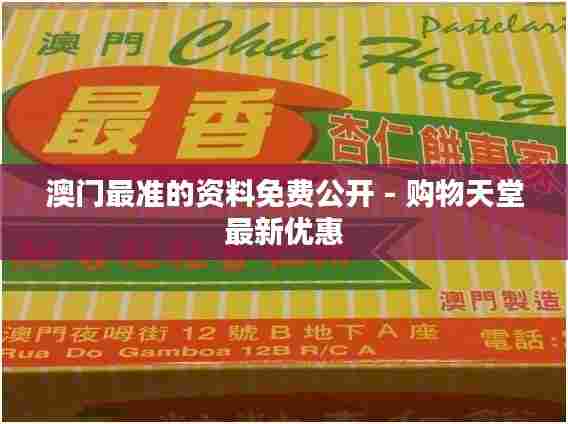 澳門 Chui Heong
Pastelari
最香
杏仁餅專家
澳门最准的资料免费公开 - 购物天堂
最新优惠
澳門製造
澳門夜呣街 12 號 B 地下 A 座
電話:
Rua Do Gamboa 12B R/C A